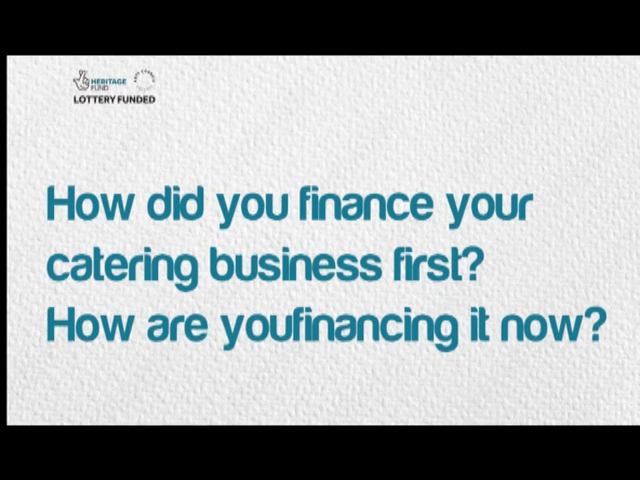 HERITAGE
FUND
LOTTERY FUNDED
How did you finance your
catering business first?
How are youfinancing it now?